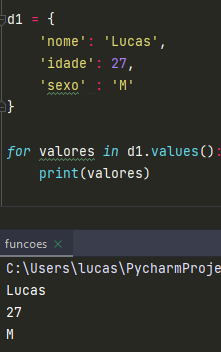 d1 = {
    'nome': 'Lucas',
    'idade': 27,
    'sexo' : 'M'
}
for valores in d1.values():
    print(valores)
funcoes ×
C:\Users\lucas\PycharmProje
Lucas
27
M